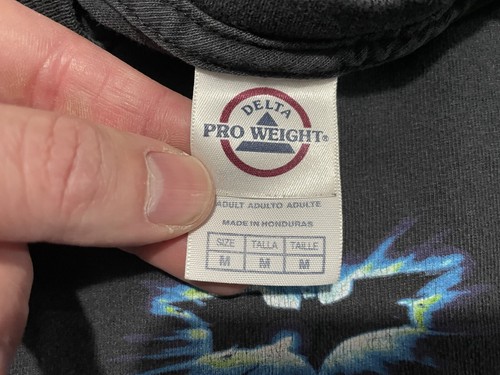 DELTA
PRO WEIGHT®
ADULT ADULTO ADULTE
MADE IN HONDURAS
SIZE TALLA TAILLE
M M M